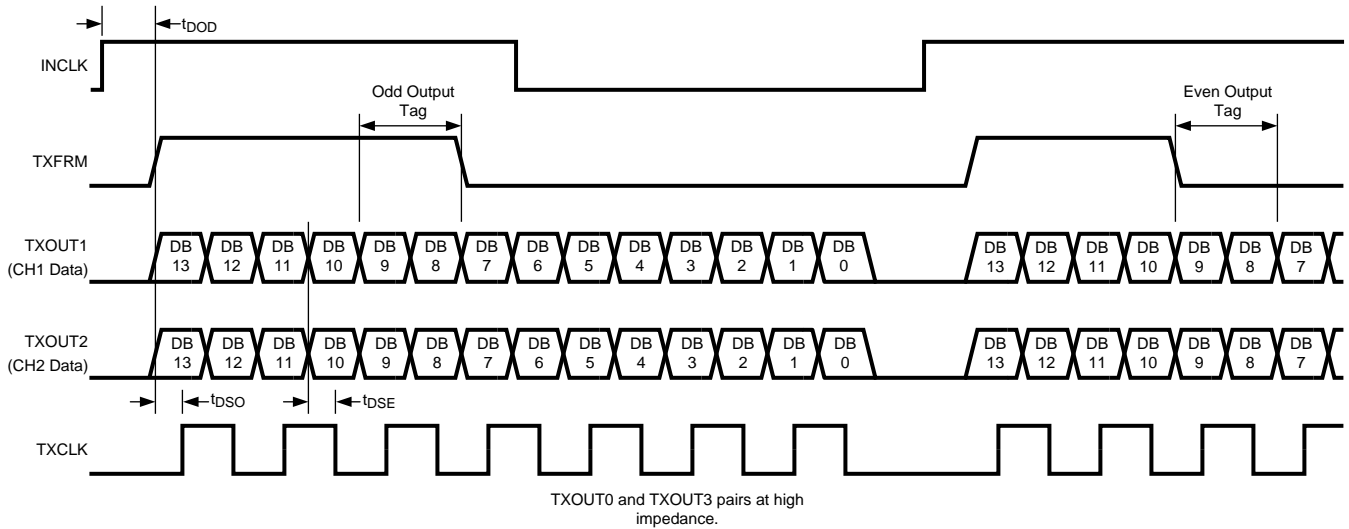 tDOD
INCLK
Odd Output
Tag
Even Output
Tag
TXFRM
TXOUT1
(CH1 Data)
DB DB DB DB DB DB DB DB DB DB DB DB DB DB DB DB DB DB DB DB DB
13 12 11 10 9 8 7 6 5 4 3 2 1 0 13 12 11 10 9 8 7
TXOUT2
(CH2 Data)
DB DB DB DB DB DB DB DB DB DB DB DB DB DB DB DB DB DB DB DB DB
13 12 11 10 9 8 7 6 5 4 3 2 1 0 13 12 11 10 9 8 7
tDSO tDSE
TXCLK
TXOUT0 and TXOUT3 pairs at high
impedance.